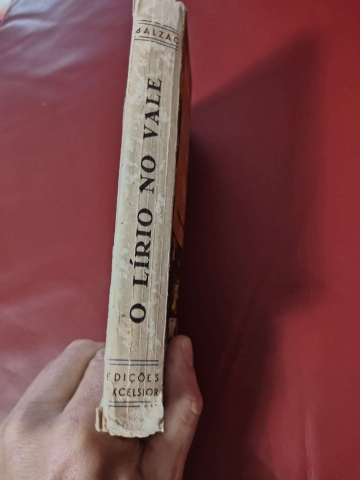 BALZAC
O LÍRIO NO VALE
EDIÇÕES
EXCELSIOR